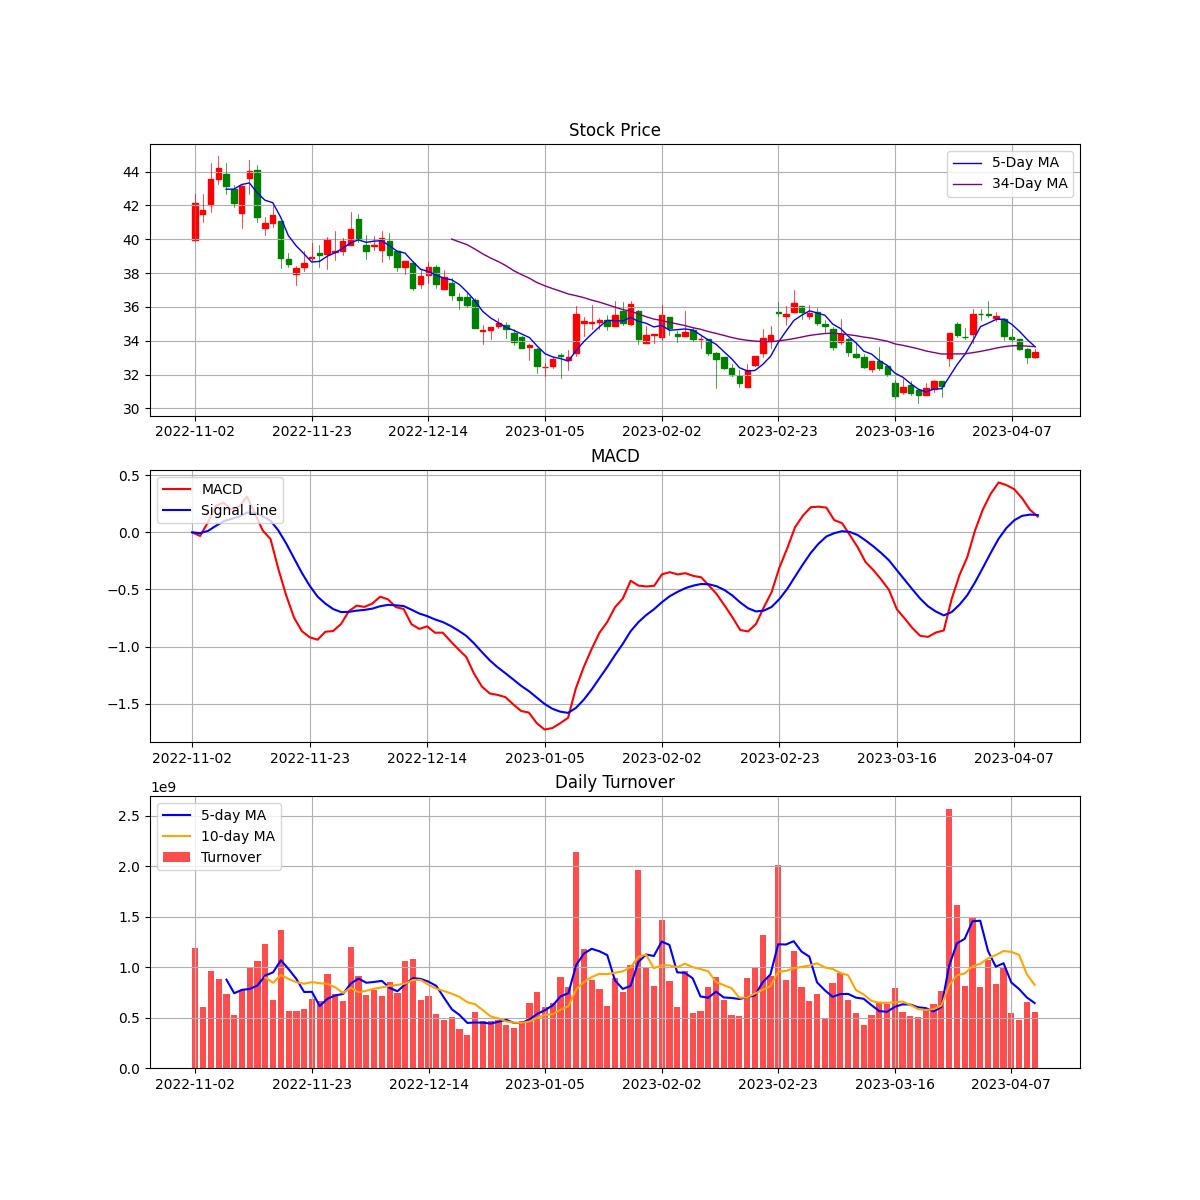 Stock Price
5-Day MA
34-Day MA
44
42
40
38
36
34
32
30
2022-11-02 2022-11-23 2022-12-14 2023-01-05 2023-02-02 2023-02-23 2023-03-16 2023-04-07
MACD
MACD
Signal Line
0.5
0.0
−0.5
−1.0
−1.5
2022-11-02 2022-11-23 2022-12-14 2023-01-05 2023-02-02 2023-02-23 2023-03-16 2023-04-07
Daily Turnover
1e9
5-day MA
10-day MA
Turnover
2.5
2.0
1.5
1.0
0.5
0.0
2022-11-02 2022-11-23 2022-12-14 2023-01-05 2023-02-02 2023-02-23 2023-03-16 2023-04-07